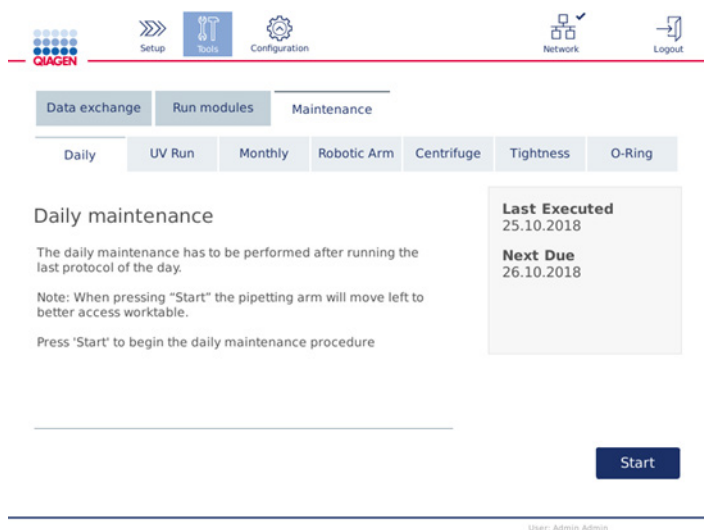 QIAGEN
Setup
Tools
Configuration
Network
Logout
Data exchange
Run modules
Maintenance
Daily
UV Run
Monthly
Robotic Arm
Centrifuge
Tightness
O-Ring
Daily maintenance
The daily maintenance has to be performed after running the
last protocol of the day.
Note: When pressing “Start” the pipetting arm will move left to
better access worktable.
Press 'Start' to begin the daily maintenance procedure
Last Executed
25.10.2018
Next Due
26.10.2018
Start
User: Admin Admin